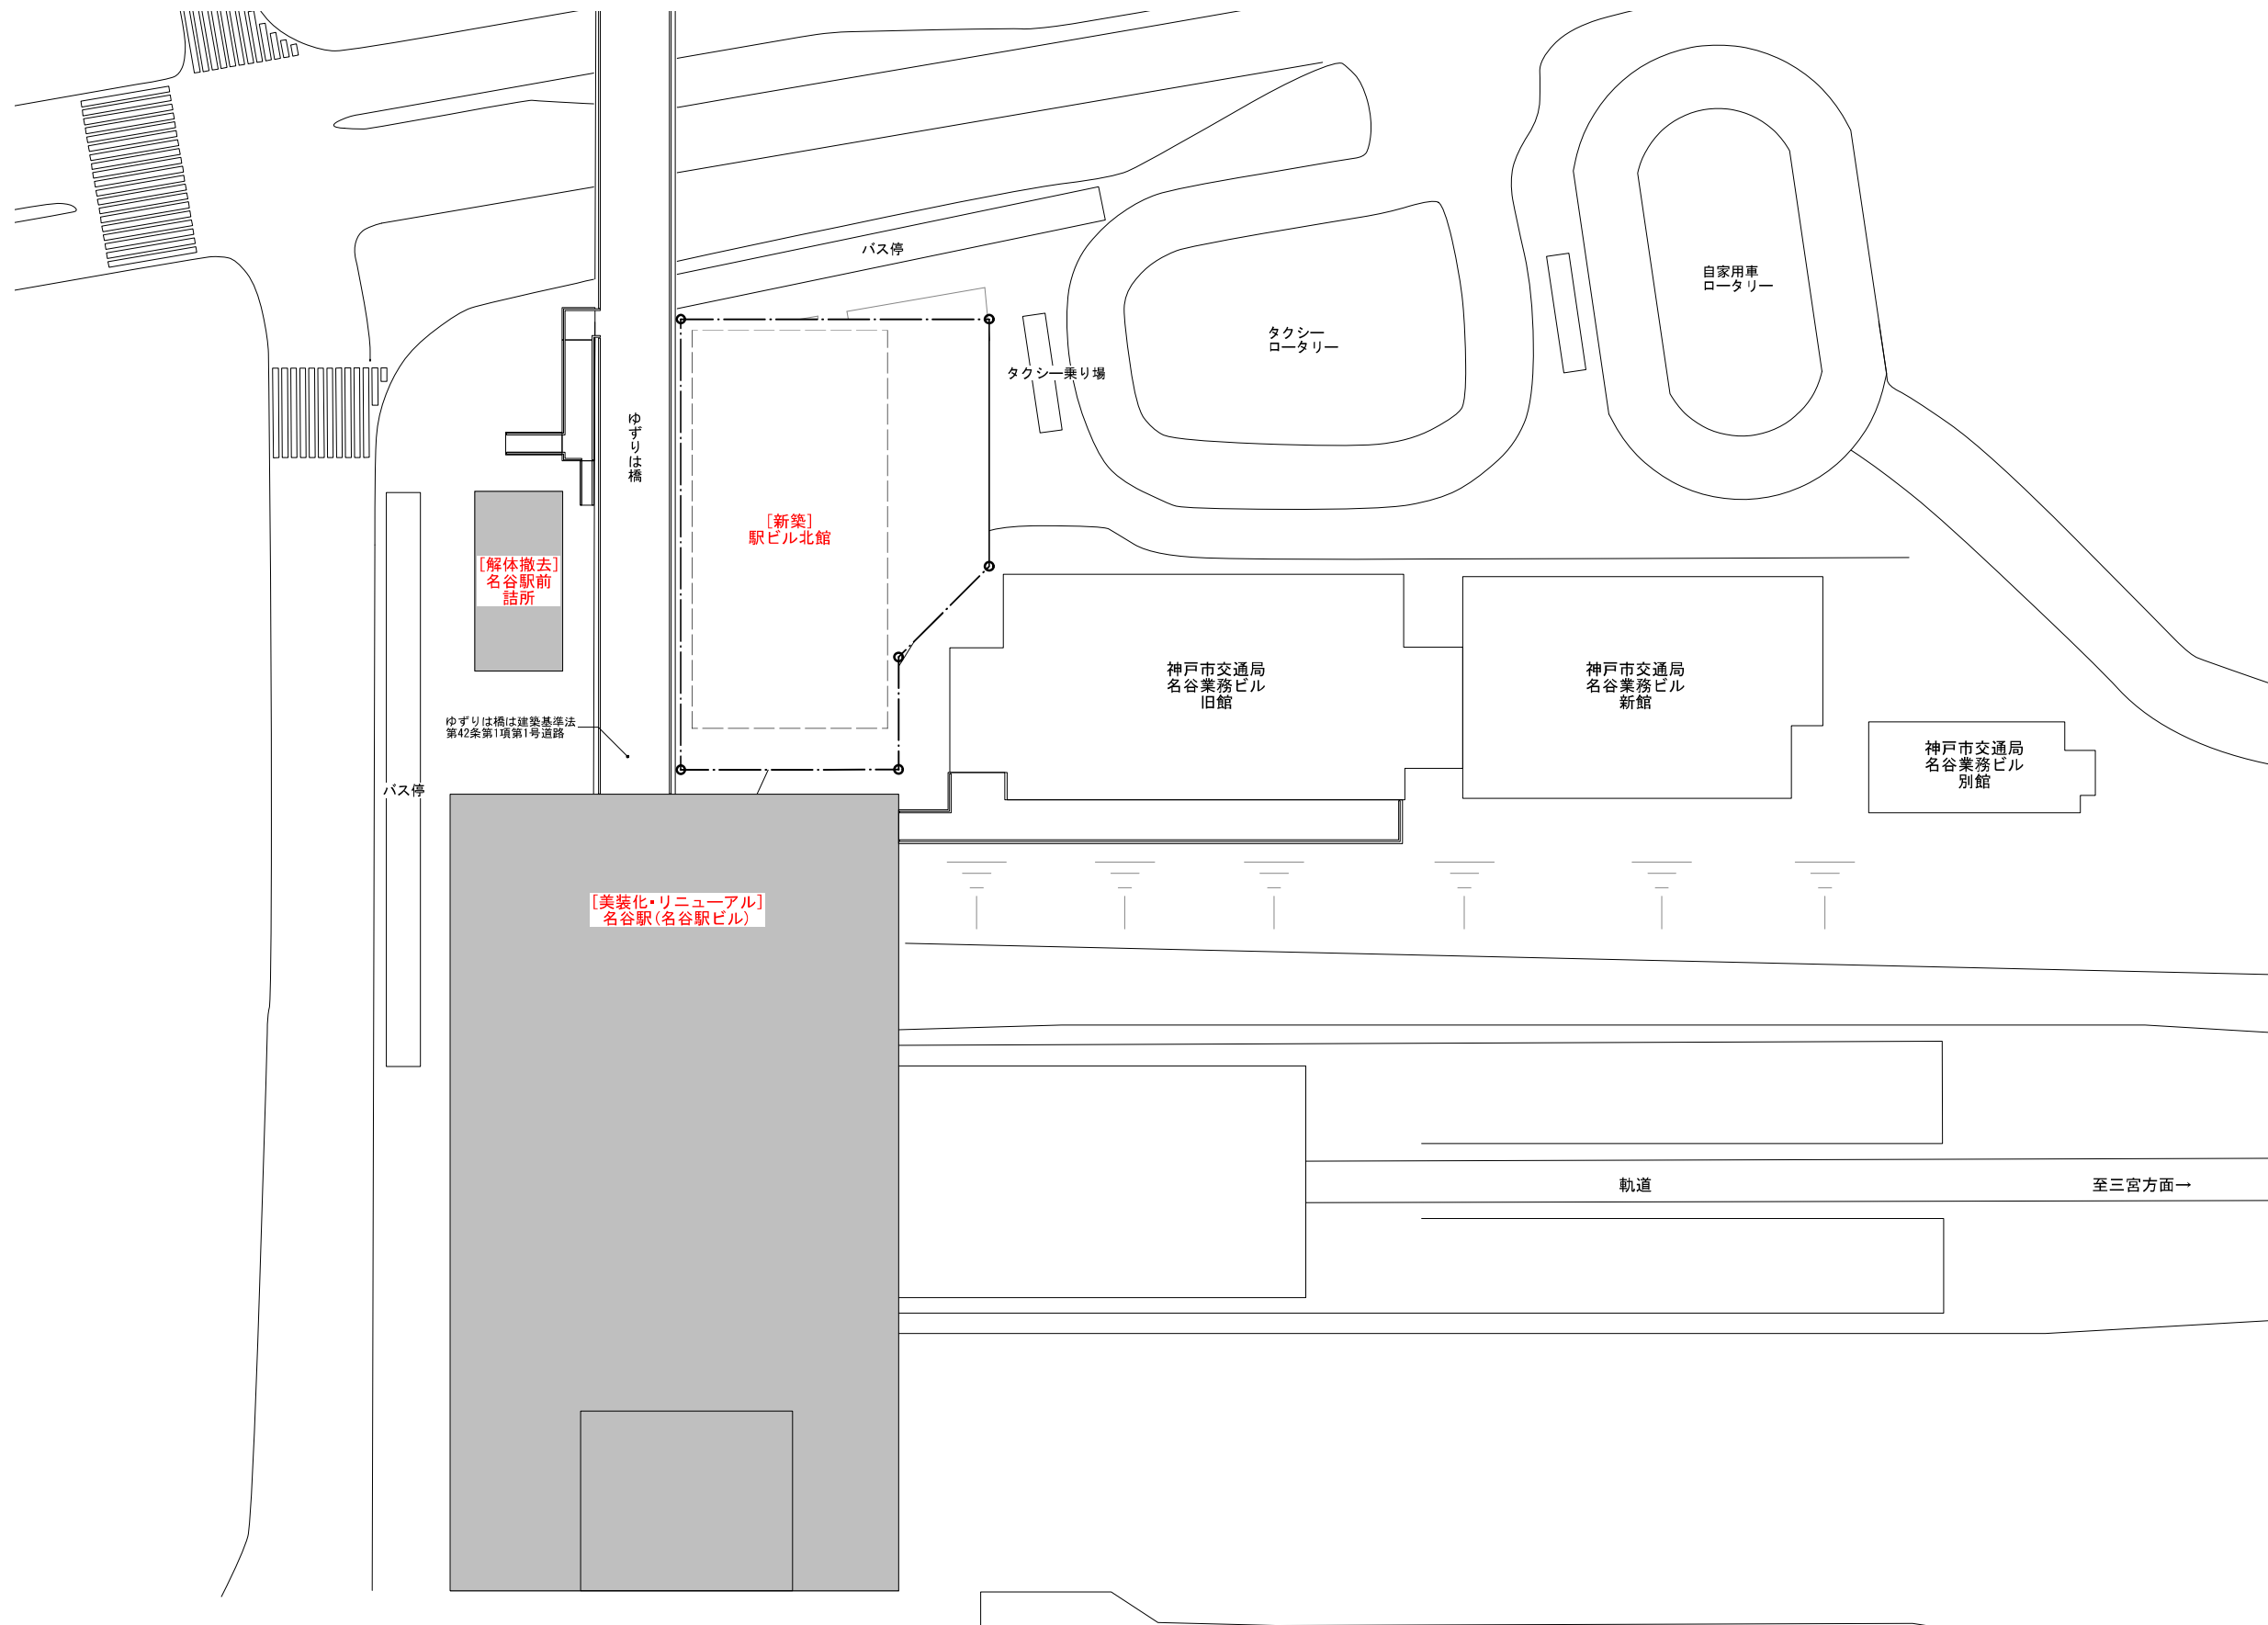 バス停
自家用車
ロータリー
タクシー
ロータリー
タクシー乗り場
ゆずりは橋
[新築]
駅ビル北館
[解体撤去]
名谷駅前
詰所
神戸市交通局
名谷業務ビル
旧館
神戸市交通局
名谷業務ビル
新館
ゆずりは橋は建築基準法
第42条第1項第1号道路
神戸市交通局
名谷業務ビル
別館
バス停
[美装化・リニューアル]
名谷駅(名谷駅ビル)
軌道
至三宮方面→